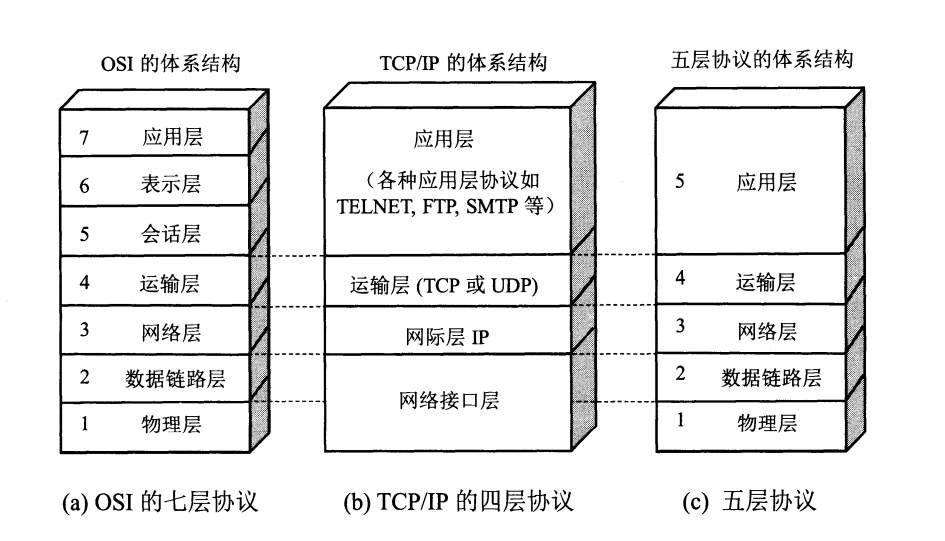 OSI 的体系结构
7 应用层
6 表示层
5 会话层
4 运输层
3 网络层
2 数据链路层
1 物理层
(a) OSI 的七层协议
TCP/IP 的体系结构
应用层
（各种应用层协议如
TELNET, FTP, SMTP 等）
运输层 (TCP 或 UDP)
网际层 IP
网络接口层
(b) TCP/IP 的四层协议
五层协议的体系结构
5 应用层
4 运输层
3 网络层
2 数据链路层
1 物理层
(c) 五层协议